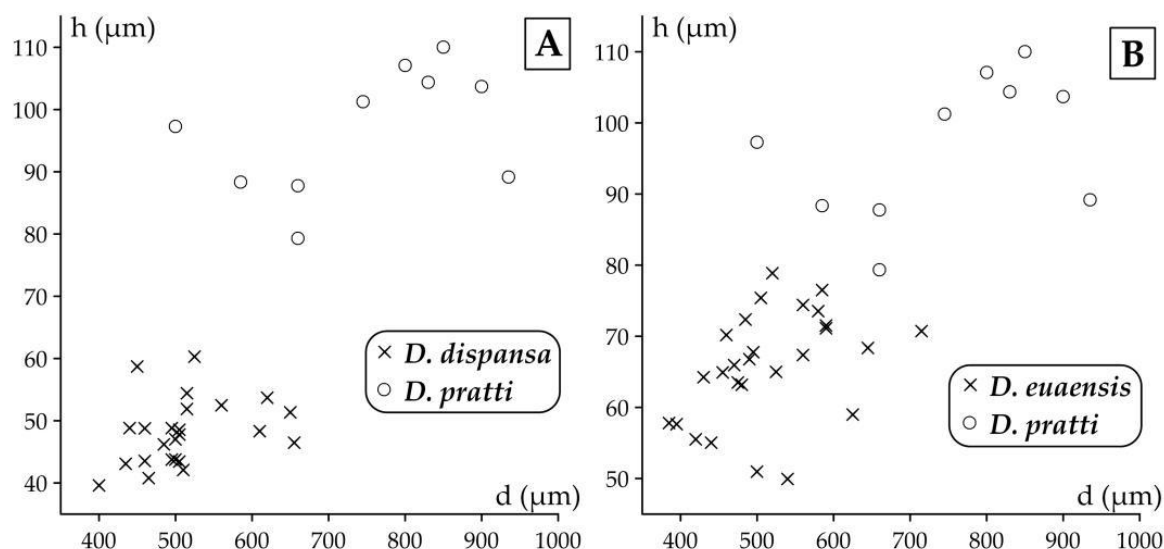 h (μm)
A
110
100
90
80
70
60
50
40
× D. dispansa
○ D. pratti
d (μm)
400 500 600 700 800 900 1000
h (μm)
B
110
100
90
80
70
60
50
× D. euaensis
○ D. pratti
d (μm)
400 500 600 700 800 900 1000